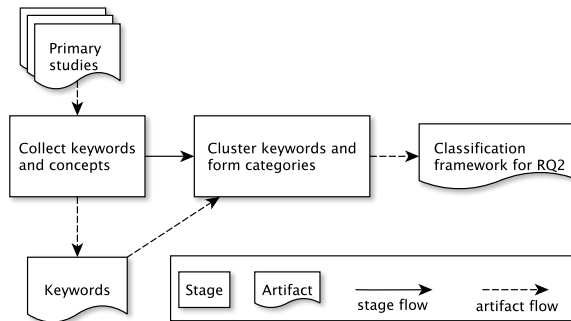 Primary
studies
Collect keywords
and concepts
Cluster keywords and
form categories
Classification
framework for RQ2
Keywords
Stage
Artifact
stage flow
artifact flow